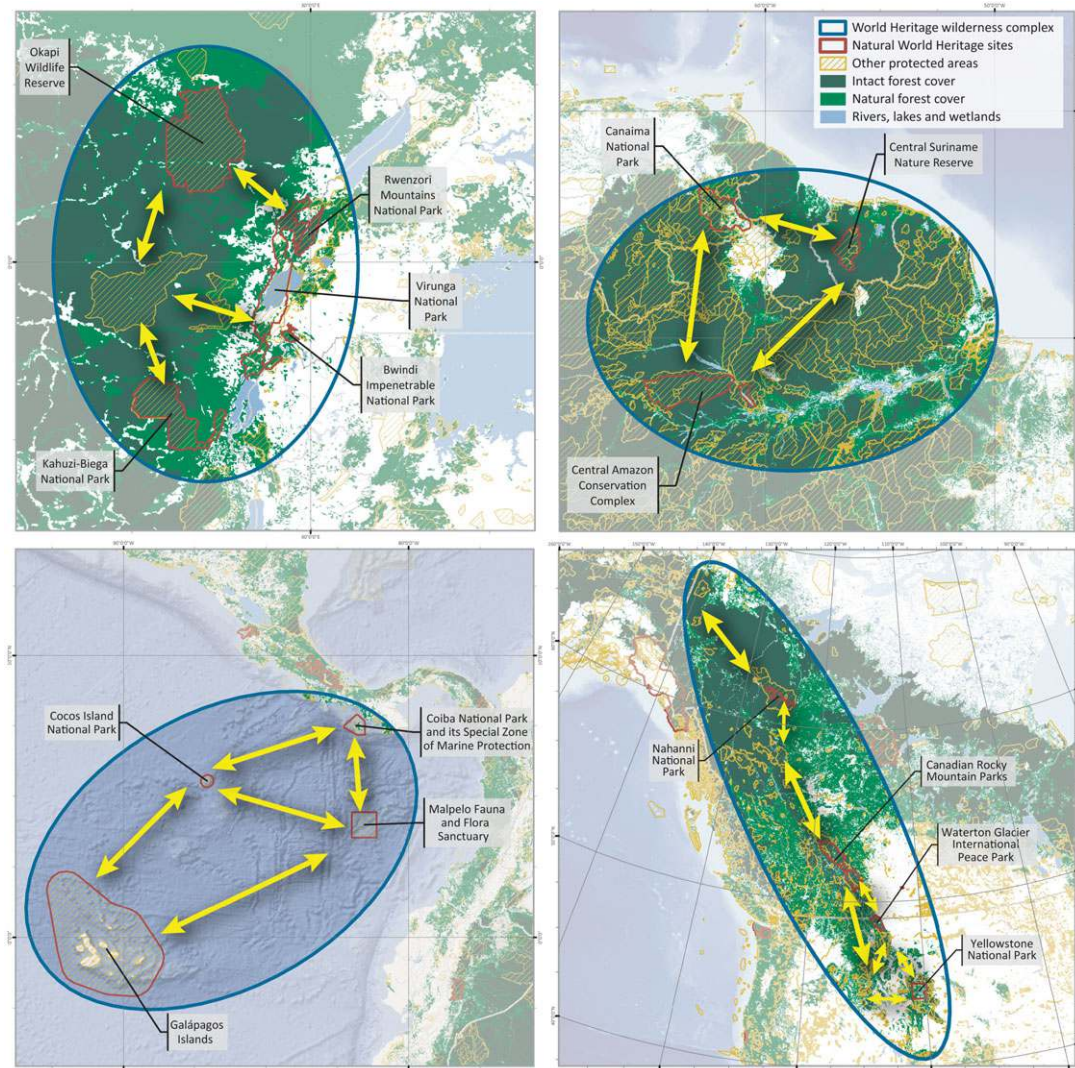 Okapi
Wildlife
Reserve
Rwenzori
Mountains
National Park
Virunga
National
Park
Bwindi
Impenetrable
National Park
Kahuzi-Biega
National Park
World Heritage wilderness complex
Natural World Heritage sites
Other protected areas
Intact forest cover
Natural forest cover
Rivers, lakes and wetlands
Canaima
National
Park
Central Suriname
Nature Reserve
Central Amazon
Conservation
Complex
Cocos Island
National Park
Coiba National Park
and its Special Zone
of Marine Protection
Malpelo Fauna
and Flora
Sanctuary
Galápagos
Islands
Nahanni
National
Park
Canadian Rocky
Mountain Parks
Waterton Glacier
International
Peace Park
Yellowstone
National Park